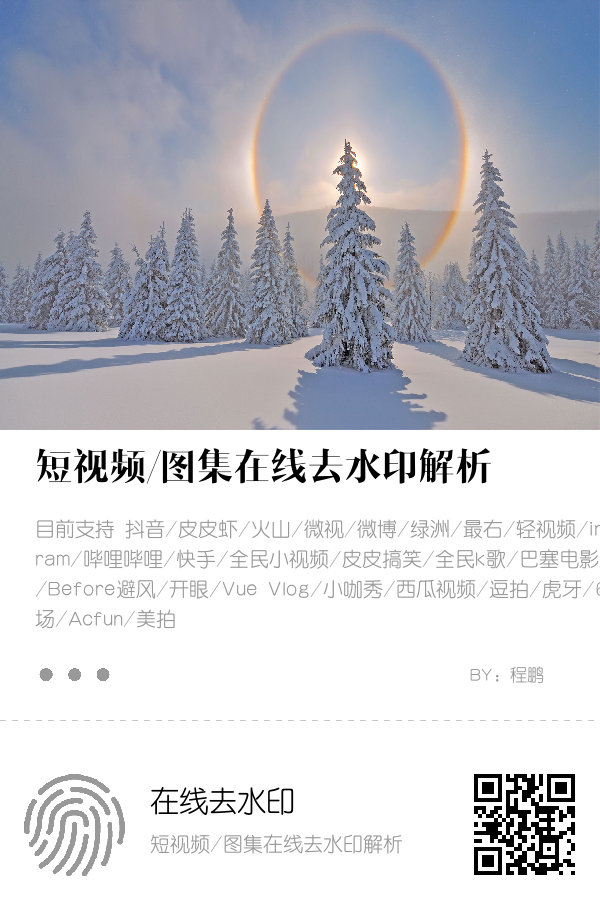 短视频/图集在线去水印解析
目前支持 抖音/皮皮虾/火山/微视/微博/绿洲/最右/轻视频/in
ram/哔哩哔哩/快手/全民小视频/皮皮搞笑/全民k歌/巴塞电影
/Before避风/开眼/Vue Vlog/小咖秀/西瓜视频/逗拍/虎牙/6
场/Acfun/美拍
BY：程鹏
在线去水印
短视频/图集在线去水印解析